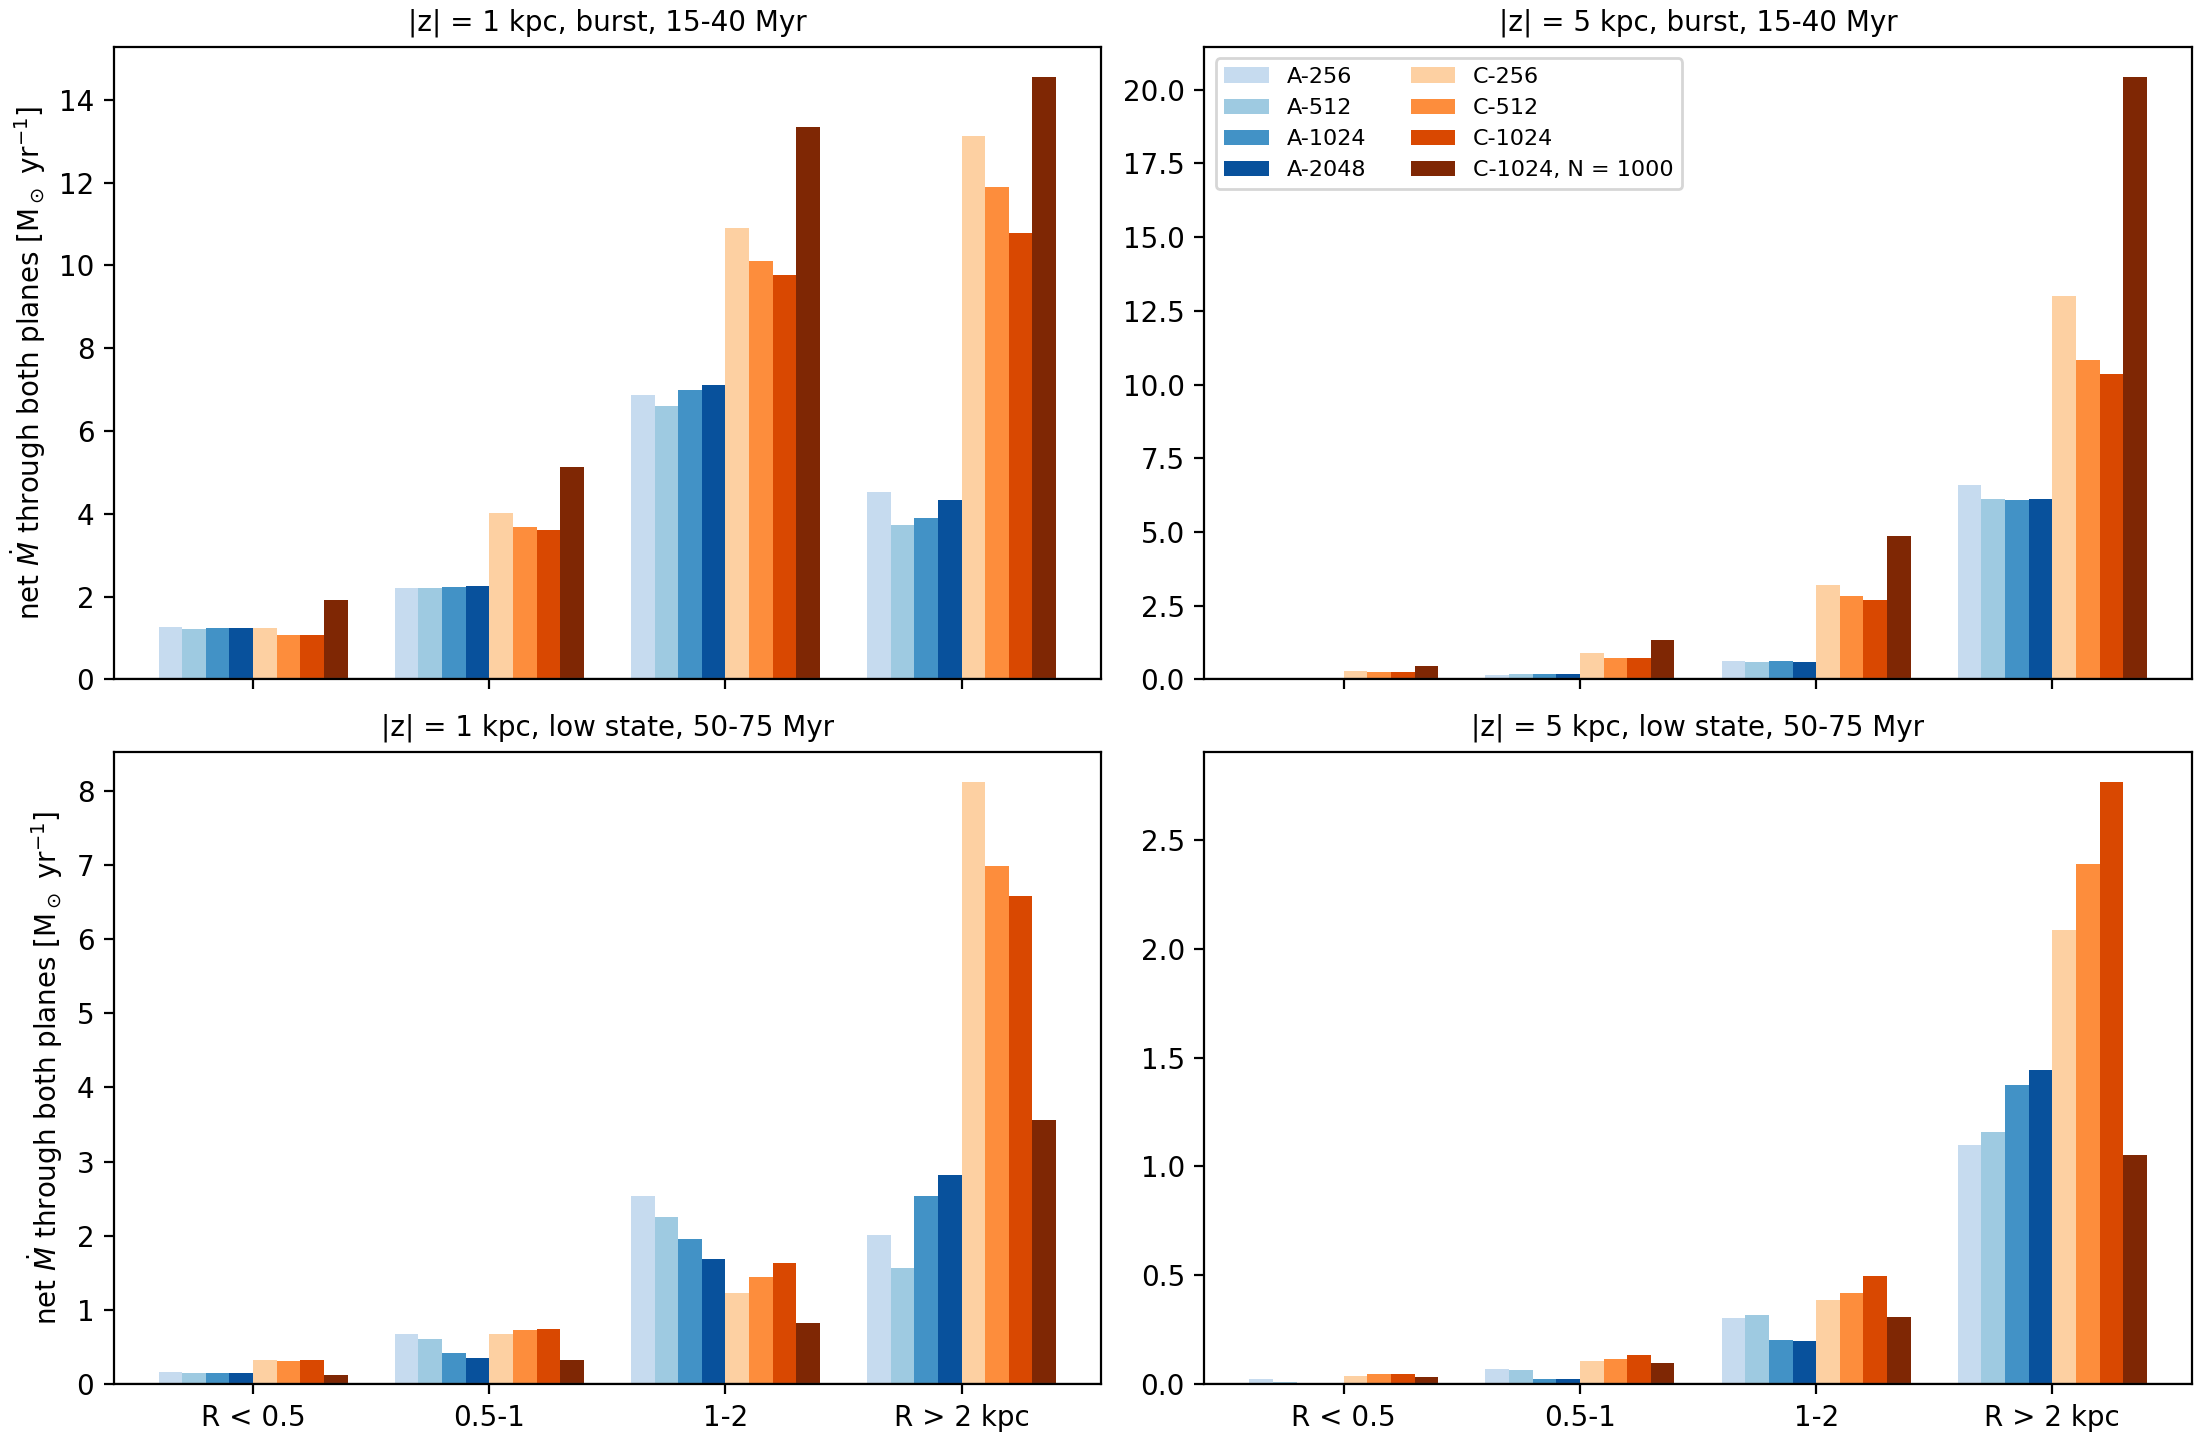 |z| = 1 kpc, burst, 15-40 Myr
net Ṁ through both planes [M⊙ yr⁻¹]
14
12
10
8
6
4
2
0
|z| = 5 kpc, burst, 15-40 Myr
20.0
17.5
15.0
12.5
10.0
7.5
5.0
2.5
0.0
A-256
A-512
A-1024
A-2048
C-256
C-512
C-1024
C-1024, N = 1000
|z| = 1 kpc, low state, 50-75 Myr
net Ṁ through both planes [M⊙ yr⁻¹]
8
7
6
5
4
3
2
1
0
R < 0.5
0.5-1
1-2
R > 2 kpc
|z| = 5 kpc, low state, 50-75 Myr
2.5
2.0
1.5
1.0
0.5
0.0
R < 0.5
0.5-1
1-2
R > 2 kpc